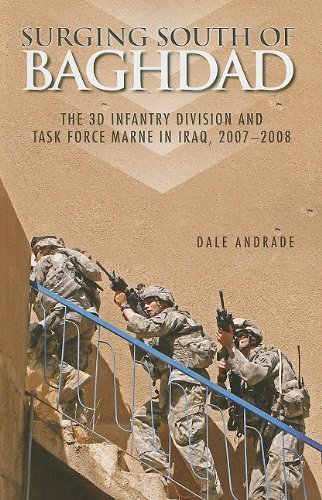 SURGING SOUTH OF
BAGHDAD
THE 3D INFANTRY DIVISION AND
TASK FORCE MARNE IN IRAQ, 2007–2008
DALE ANDRADE